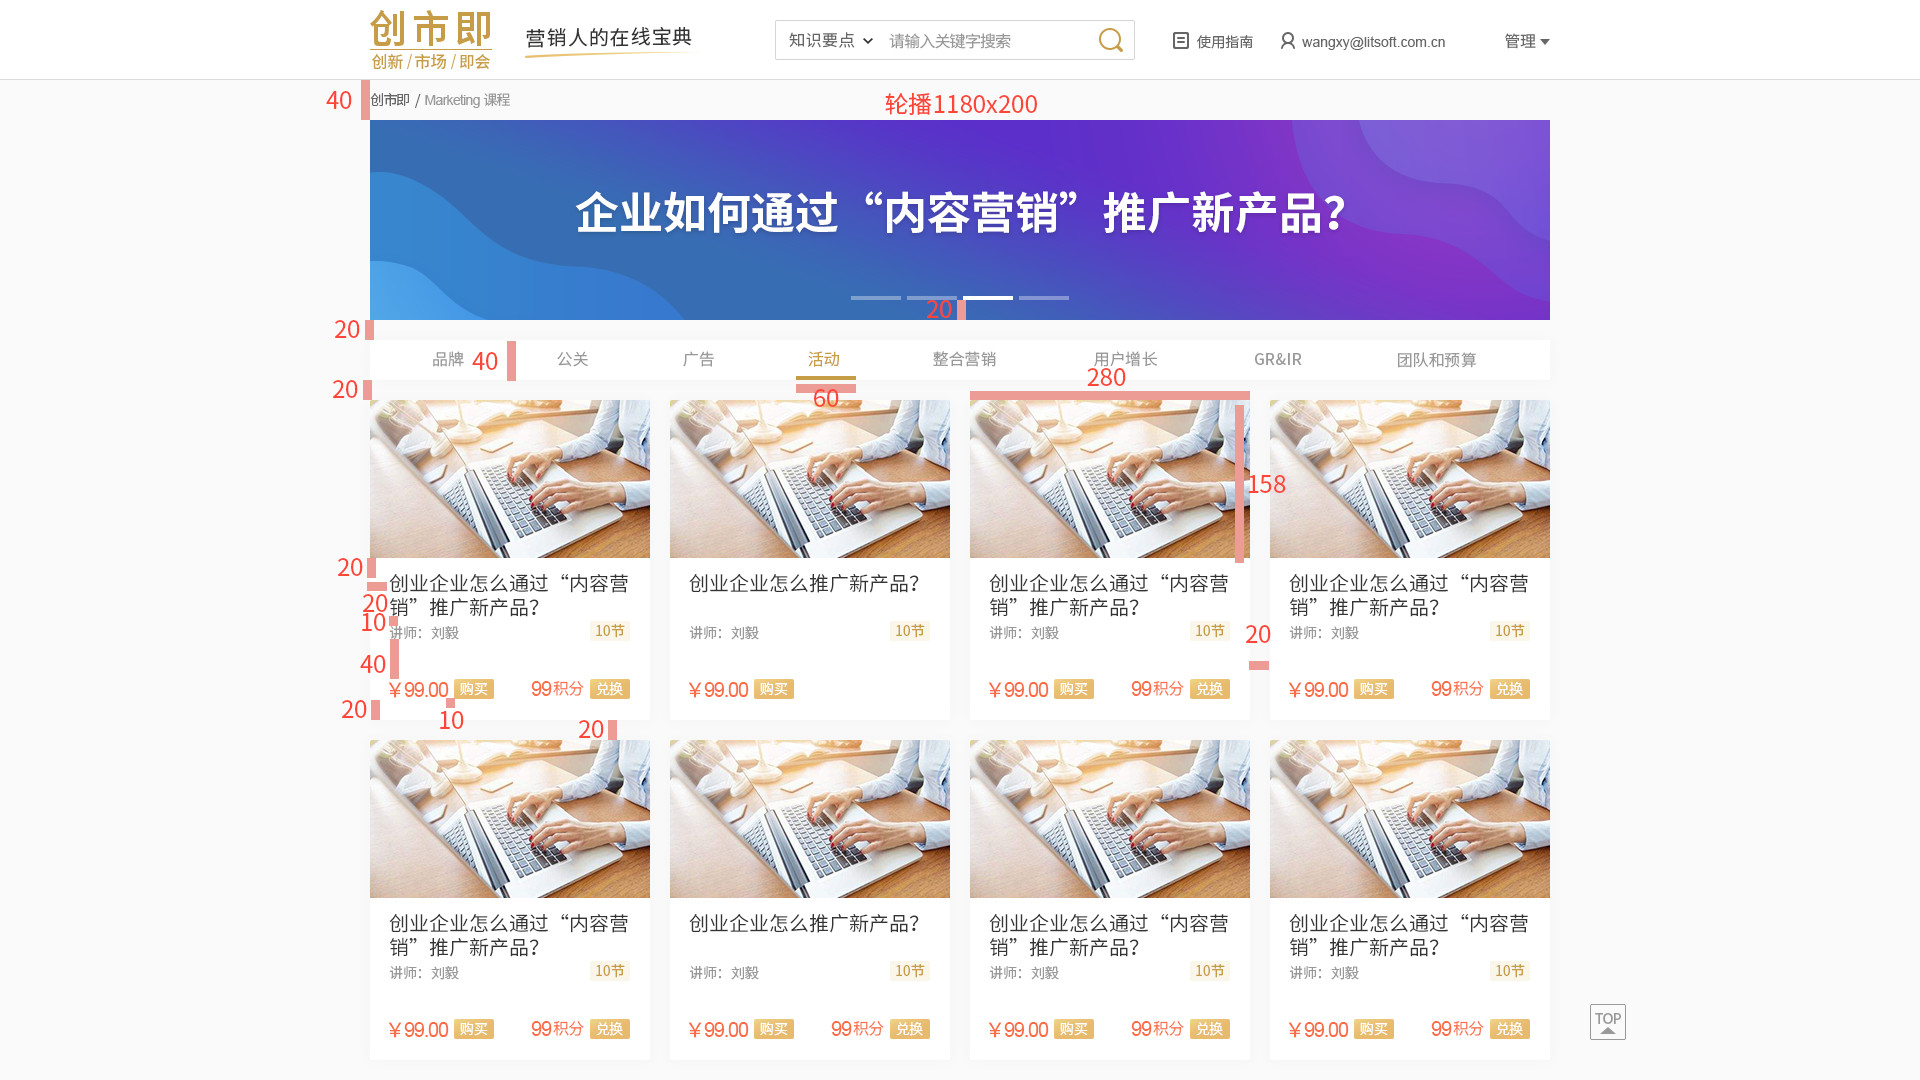 创市即
创新 / 市场 / 即会
营销人的在线宝典
知识要点 请输入关键字搜索
使用指南
wangxy@litsoft.com.cn
管理
40
创市即 / Marketing 课程
轮播1180x200
企业如何通过“内容营销”推广新产品?
20
20
品牌 40 公关 广告 活动 整合营销 用户增长 GR&IR 团队和预算
20
60
280
158
20
创业企业怎么通过“内容营
销”推广新产品?
20
10
讲师：刘毅 10节
40
￥99.00 购买 99积分 兑换
20
10
20
创业企业怎么推广新产品?
讲师：刘毅 10节
￥99.00 购买
创业企业怎么通过“内容营
销”推广新产品?
讲师：刘毅 10节
￥99.00 购买 99积分 兑换
20
创业企业怎么通过“内容营
销”推广新产品?
讲师：刘毅 10节
￥99.00 购买 99积分 兑换
创业企业怎么通过“内容营
销”推广新产品?
讲师：刘毅 10节
￥99.00 购买 99积分 兑换
创业企业怎么推广新产品?
讲师：刘毅 10节
￥99.00 购买 99积分 兑换
创业企业怎么通过“内容营
销”推广新产品?
讲师：刘毅 10节
￥99.00 购买 99积分 兑换
创业企业怎么通过“内容营
销”推广新产品?
讲师：刘毅 10节
￥99.00 购买 99积分 兑换
TOP